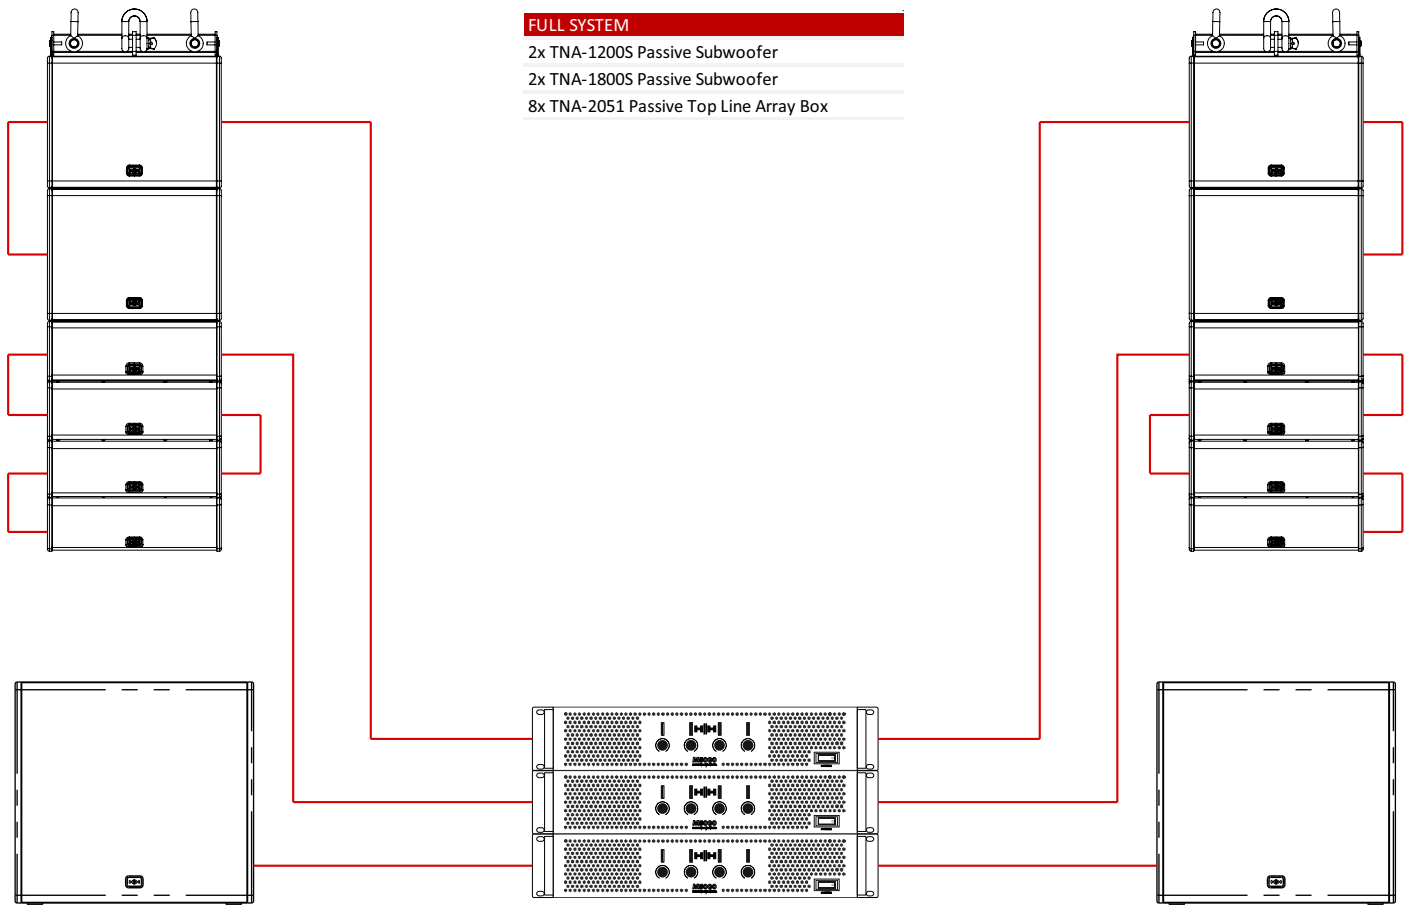 FULL SYSTEM
2x TNA-1200S Passive Subwoofer
2x TNA-1800S Passive Subwoofer
8x TNA-2051 Passive Top Line Array Box